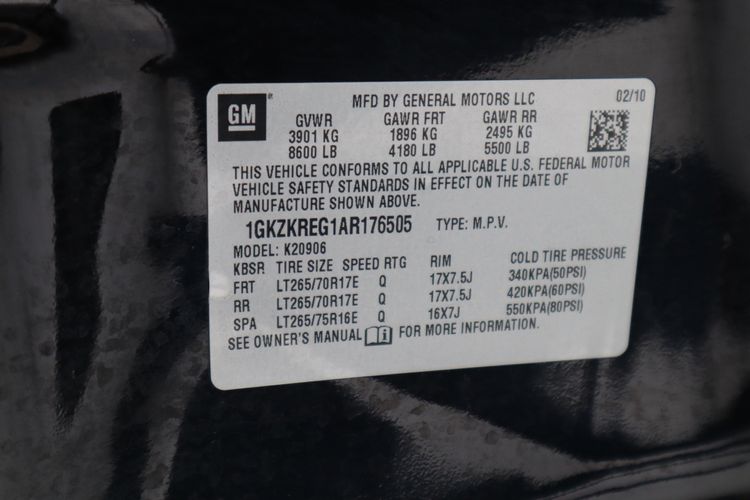 GM ® MFD BY GENERAL MOTORS LLC 02/10
GVWR GAWR FRT GAWR RR
3901 KG 1896 KG 2495 KG
8600 LB 4180 LB 5500 LB
THIS VEHICLE CONFORMS TO ALL APPLICABLE U.S. FEDERAL MOTOR
VEHICLE SAFETY STANDARDS IN EFFECT ON THE DATE OF
MANUFACTURE SHOWN ABOVE.
1GKZKREG1AR176505 TYPE: M.P.V.
MODEL: K20906
KBSR TIRE SIZE SPEED RTG RIM COLD TIRE PRESSURE
FRT LT265/70R17E Q 17X7.5J 340KPA(50PSI)
RR LT265/70R17E Q 17X7.5J 420KPA(60PSI)
SPA LT265/75R16E Q 16X7J 550KPA(80PSI)
SEE OWNER'S MANUAL FOR MORE INFORMATION.